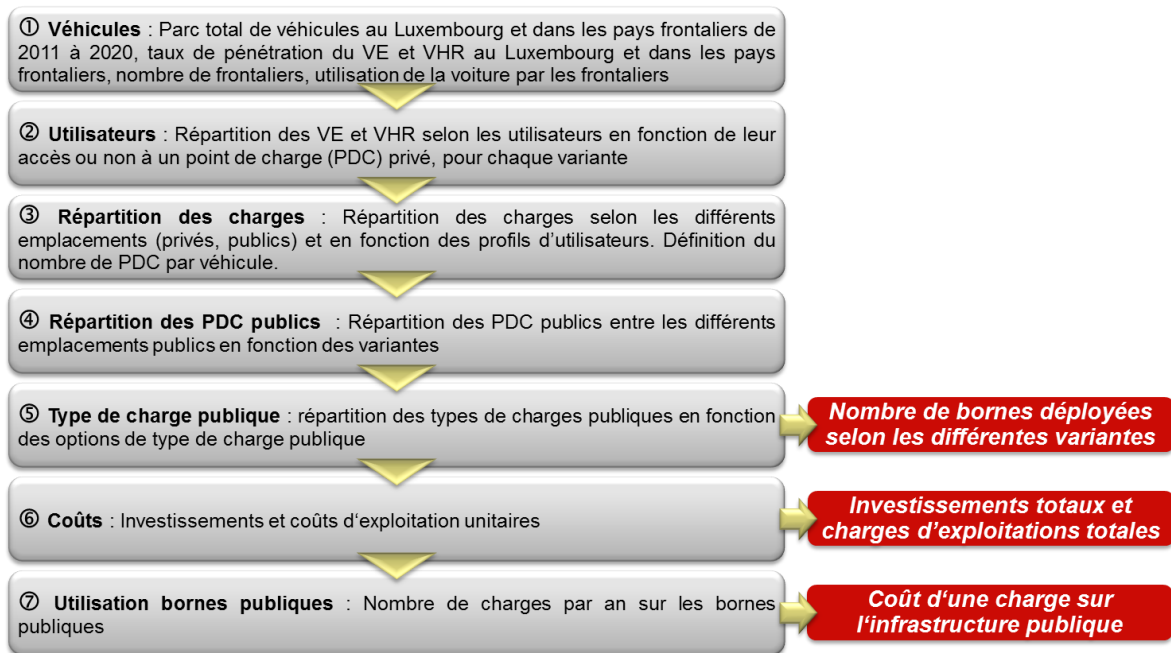 ① Véhicules : Parc total de véhicules au Luxembourg et dans les pays frontaliers de
2011 à 2020, taux de pénétration du VE et VHR au Luxembourg et dans les pays
frontaliers, nombre de frontaliers, utilisation de la voiture par les frontaliers
② Utilisateurs : Répartition des VE et VHR selon les utilisateurs en fonction de leur
accès ou non à un point de charge (PDC) privé, pour chaque variante
③ Répartition des charges : Répartition des charges selon les différents
emplacements (privés, publics) et en fonction des profils d’utilisateurs. Définition du
nombre de PDC par véhicule.
④ Répartition des PDC publics : Répartition des PDC publics entre les différents
emplacements publics en fonction des variantes
⑤ Type de charge publique : répartition des types de charges publiques en fonction
des options de type de charge publique
Nombre de bornes déployées
selon les différentes variantes
⑥ Coûts : Investissements et coûts d‘exploitation unitaires
Investissements totaux et
charges d’exploitations totales
⑦ Utilisation bornes publiques : Nombre de charges par an sur les bornes
publiques
Coût d‘une charge sur
l‘infrastructure publique